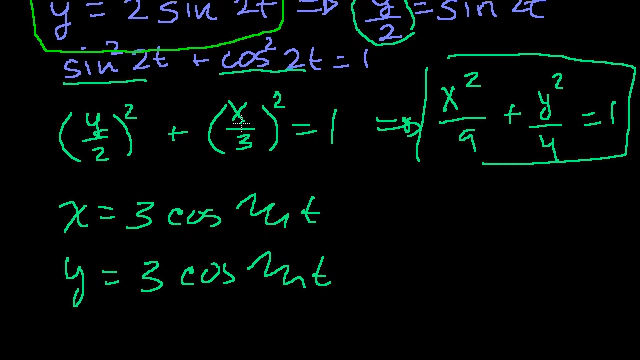 y = 2 sin 2t ⇒ y/2 = sin 2t
sin² 2t + cos² 2t = 1
(y/2)² + (x/3)² = 1 ⇒ x²/9 + y²/4 = 1
x = 3 cos t
y = 3 cos t